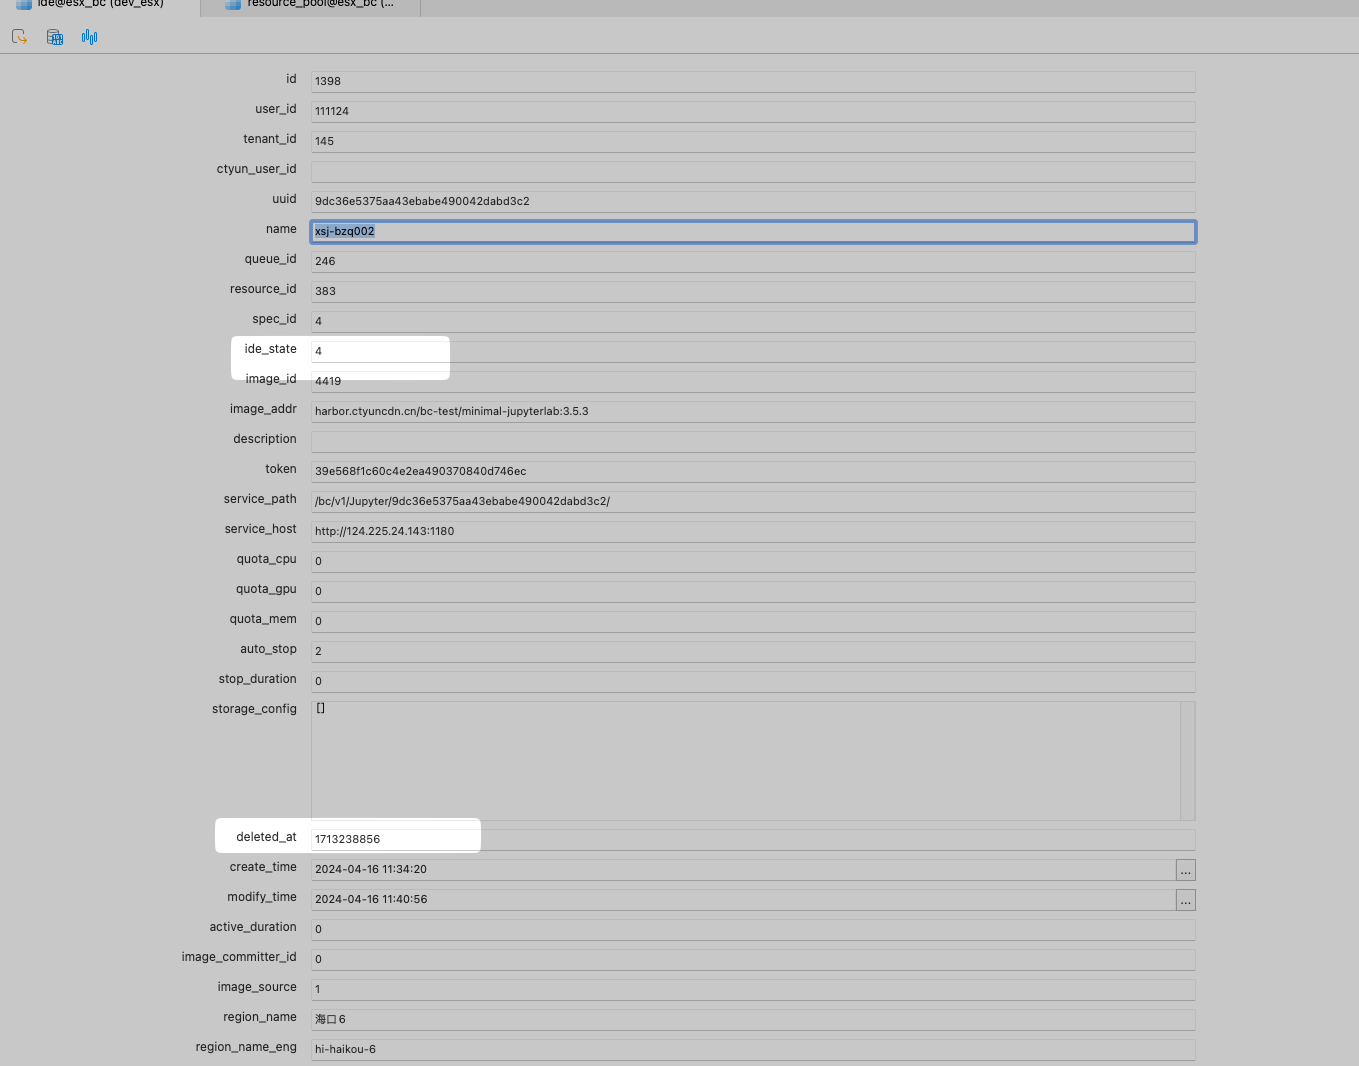 ide@esx_bc (dev_esx) resource_pool@esx_bc (...
id 1398
user_id 111124
tenant_id 145
ctyun_user_id
uuid 9dc36e5375aa43ebabe490042dabd3c2
name xsj-bzq002
queue_id 246
resource_id 383
spec_id 4
ide_state 4
image_id 4419
image_addr harbor.ctyuncdn.cn/bc-test/minimal-jupyterlab:3.5.3
description
token 39e568f1c60c4e2ea490370840d746ec
service_path /bc/v1/Jupyter/9dc36e5375aa43ebabe490042dabd3c2/
service_host http://124.225.24.143:1180
quota_cpu 0
quota_gpu 0
quota_mem 0
auto_stop 2
stop_duration 0
storage_config []
deleted_at 1713238856
create_time 2024-04-16 11:34:20 ...
modify_time 2024-04-16 11:40:56 ...
active_duration 0
image_committer_id 0
image_source 1
region_name 海口6
region_name_eng hi-haikou-6